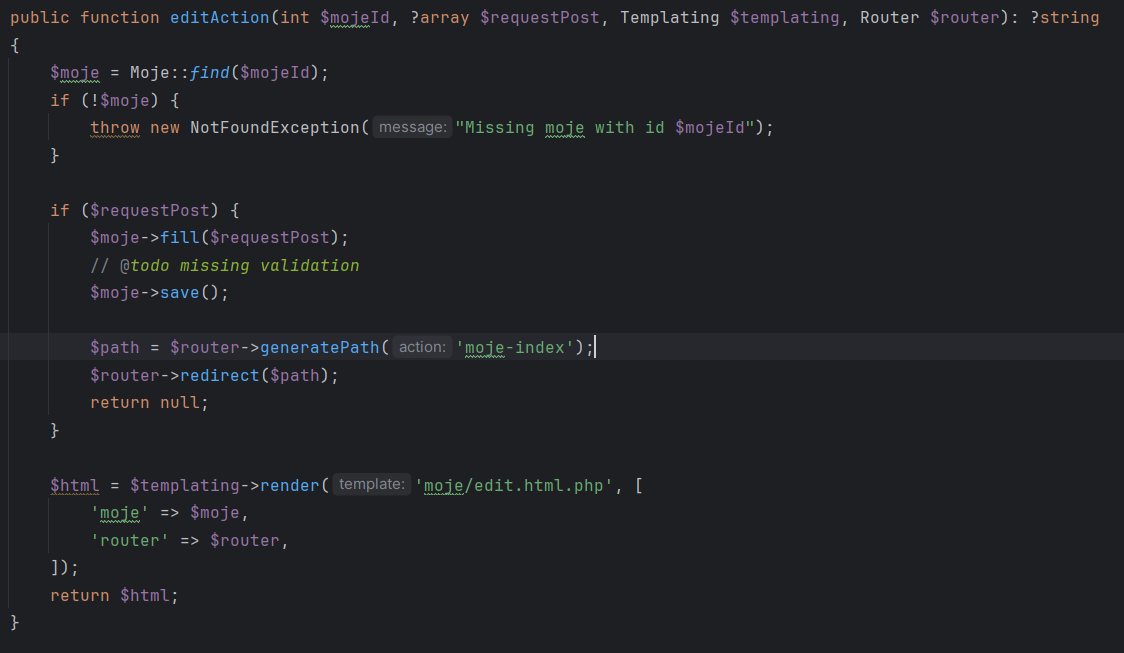 public function editAction(int $mojeId, ?array $requestPost, Templating $templating, Router $router): ?string
{
    $moje = Moje::find($mojeId);
    if (!$moje) {
        throw new NotFoundException( message: "Missing moje with id $mojeId");
    }

    if ($requestPost) {
        $moje->fill($requestPost);
        // @todo missing validation
        $moje->save();

        $path = $router->generatePath( action: 'moje-index');
        $router->redirect($path);
        return null;
    }

    $html = $templating->render( template: 'moje/edit.html.php', [
        'moje' => $moje,
        'router' => $router,
    ]);
    return $html;
}